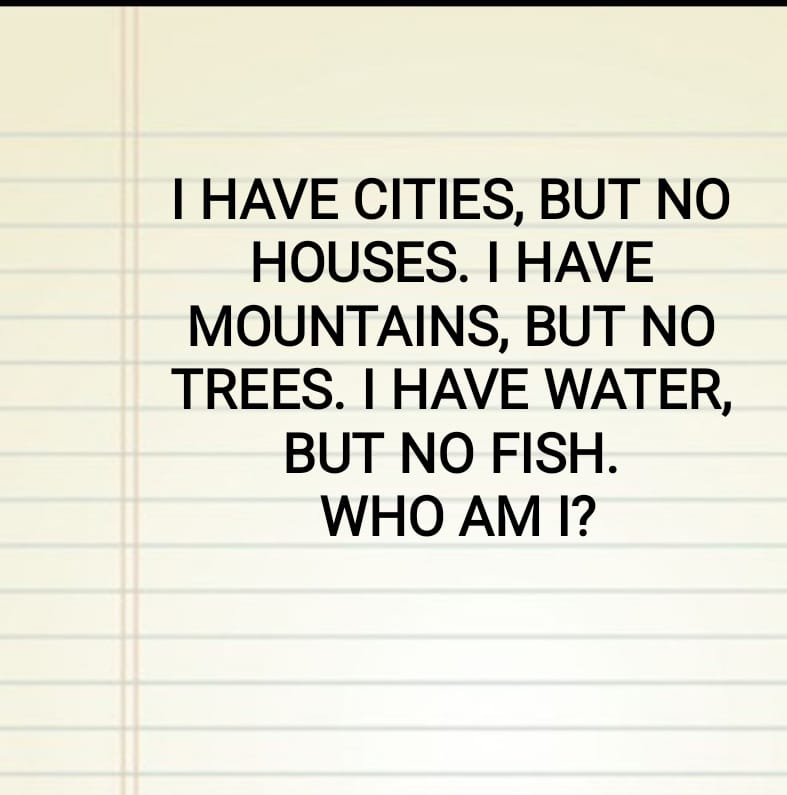 I HAVE CITIES, BUT NO
HOUSES. I HAVE
MOUNTAINS, BUT NO
TREES. I HAVE WATER,
BUT NO FISH.
WHO AM I?